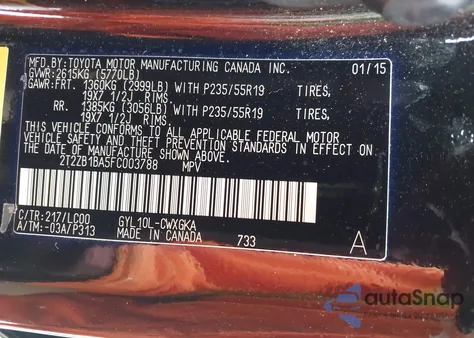 MFD.BY:TOYOTA MOTOR MANUFACTURING CANADA INC. 01/15
GVWR: 2615KG (5770LB)
GAWR:FRT. 1360KG (2999LB) WITH P235/55R19 TIRES,
19X7 1/2J RIMS.
RR. 1385KG (3056LB) WITH P235/55R19 TIRES,
19X7 1/2J RIMS.
THIS VEHICLE CONFORMS TO ALL APPLICABLE FEDERAL MOTOR
VEHICLE SAFETY AND THEFT PREVENTION STANDARDS IN EFFECT ON
THE DATE OF MANUFACTURE SHOWN ABOVE.
2T2ZB1BA5FC003788 MPV
C/TR:217/LC00 GYL10L-CWXGKA
A/TM:-03A/P313 MADE IN CANADA 733 A
autoSnap